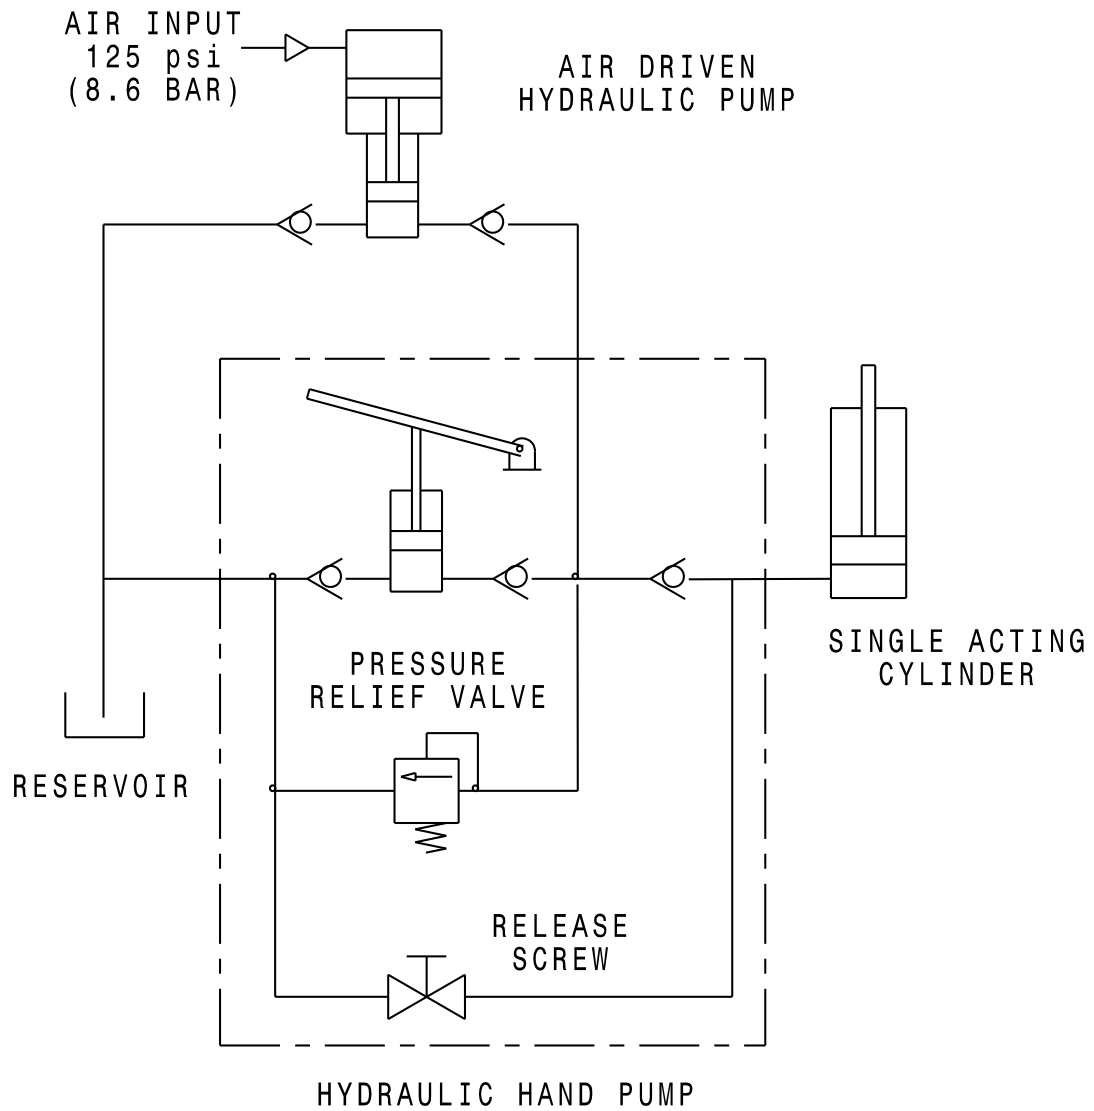 AIR INPUT
125 psi
(8.6 BAR)
AIR DRIVEN
HYDRAULIC PUMP
SINGLE ACTING
CYLINDER
PRESSURE
RELIEF VALVE
RESERVOIR
RELEASE
SCREW
HYDRAULIC HAND PUMP